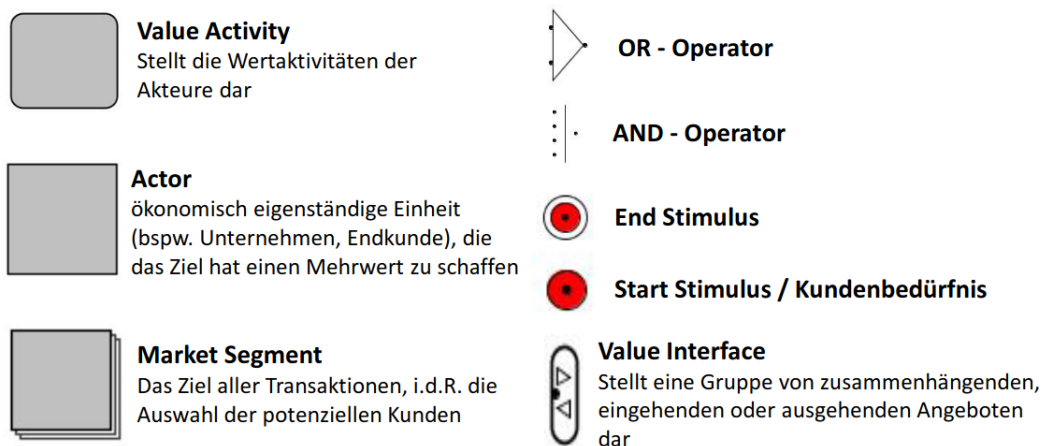 Value Activity
Stellt die Wertaktivitäten der
Akteure dar
Actor
ökonomisch eigenständige Einheit
(bspw. Unternehmen, Endkunde), die
das Ziel hat einen Mehrwert zu schaffen
Market Segment
Das Ziel aller Transaktionen, i.d.R. die
Auswahl der potenziellen Kunden
OR - Operator
AND - Operator
End Stimulus
Start Stimulus / Kundenbedürfnis
Value Interface
Stellt eine Gruppe von zusammenhängenden,
eingehenden oder ausgehenden Angeboten
dar